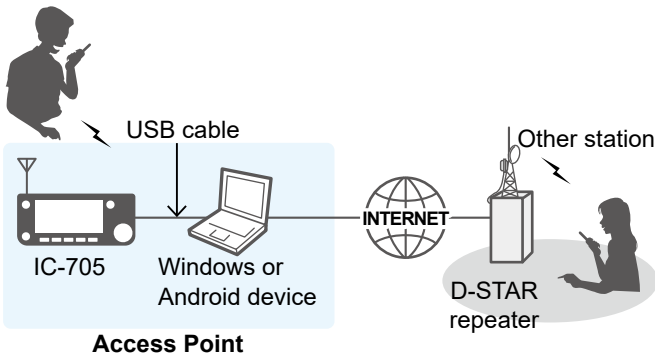 USB cable
Other station
INTERNET
IC-705
Windows or
Android device
D-STAR
repeater
Access Point